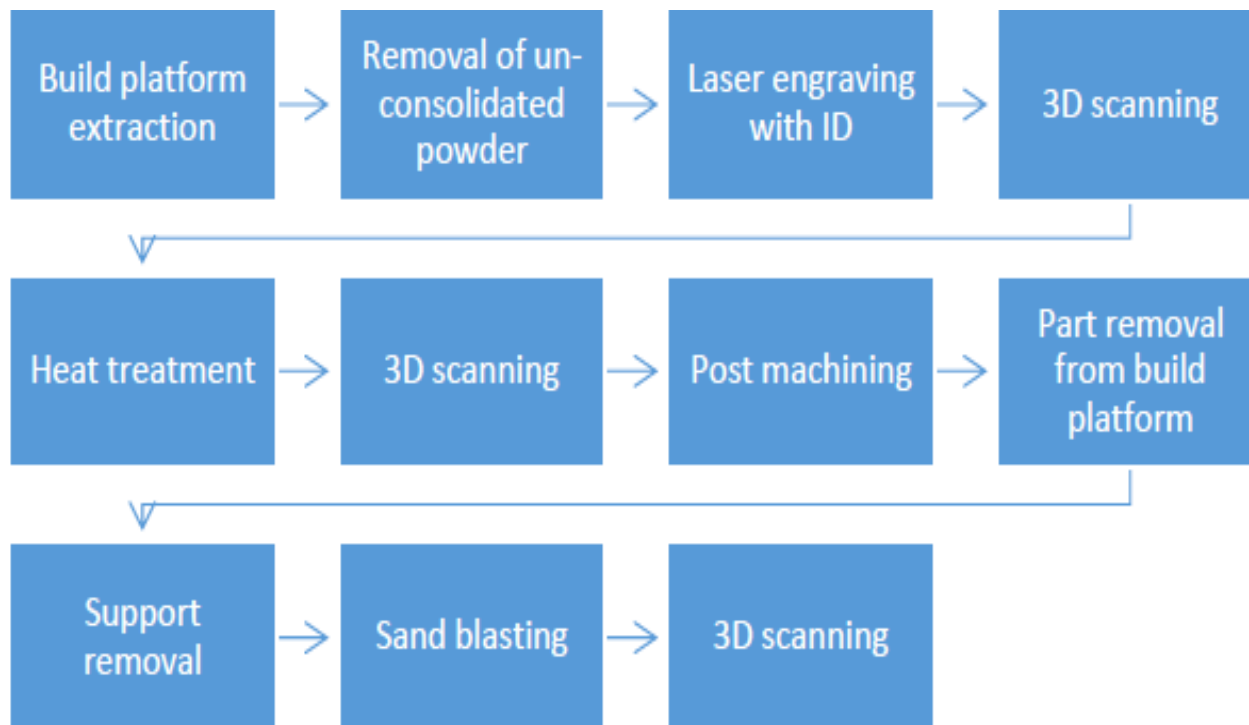 Build platform
extraction
Removal of un-
consolidated
powder
Laser engraving
with ID
3D scanning
Heat treatment
3D scanning
Post machining
Part removal
from build
platform
Support
removal
Sand blasting
3D scanning